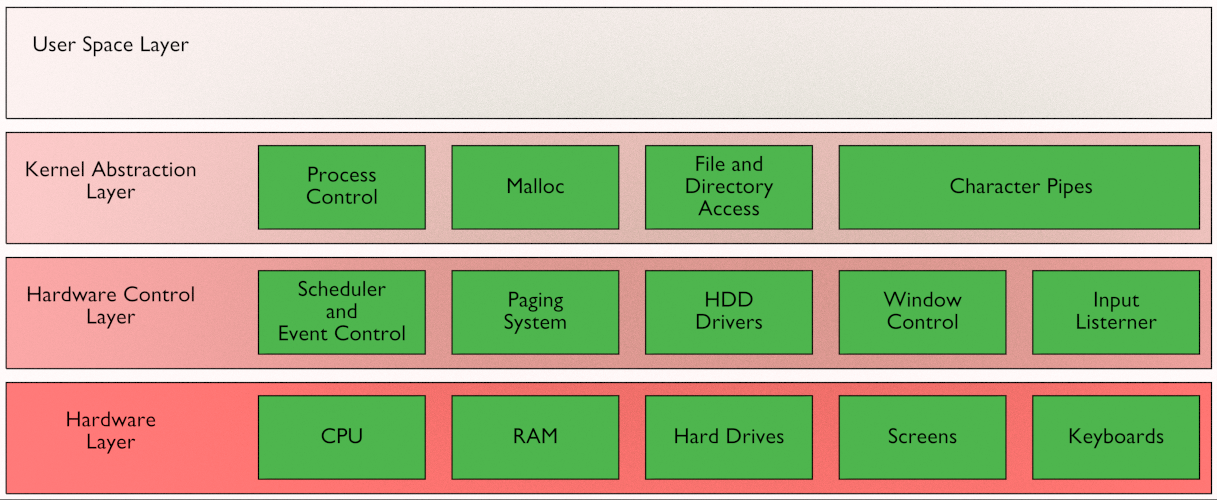 User Space Layer
Kernel Abstraction
Layer
Process
Control
Malloc
File and
Directory
Access
Character Pipes
Hardware Control
Layer
Scheduler
and
Event Control
Paging
System
HDD
Drivers
Window
Control
Input
Listerner
Hardware
Layer
CPU
RAM
Hard Drives
Screens
Keyboards